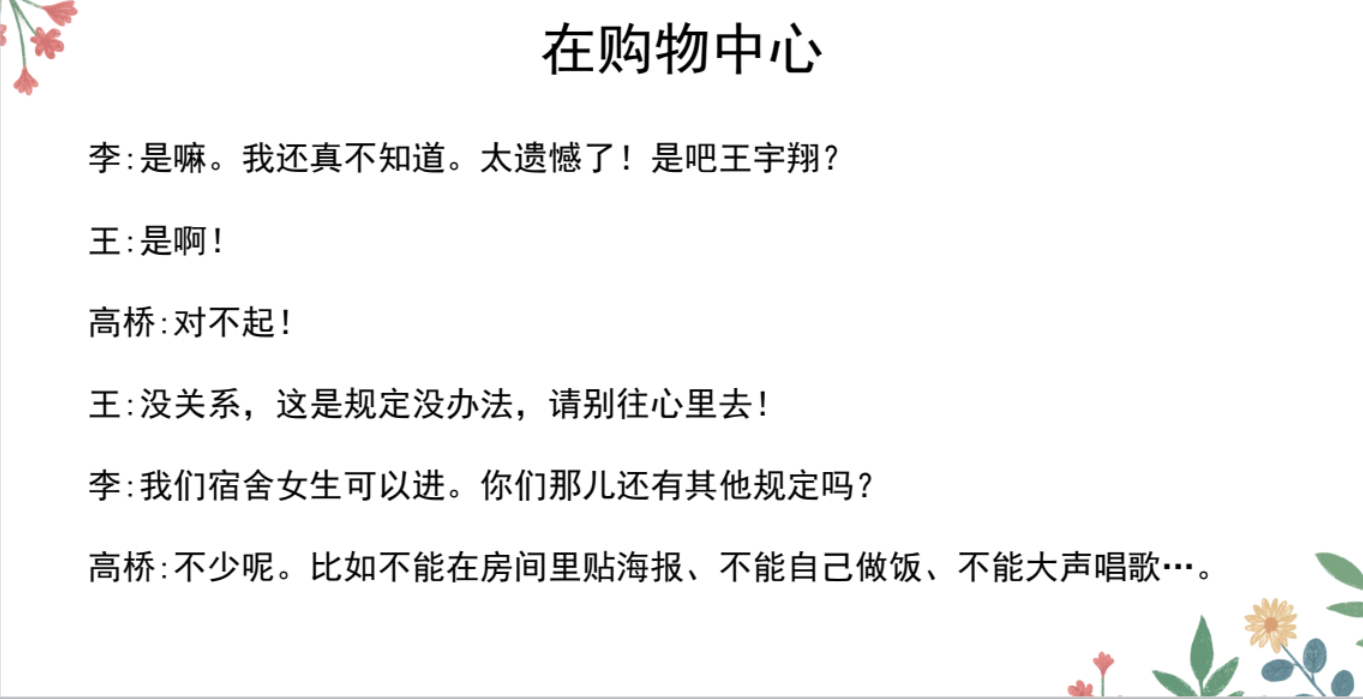 在购物中心
李:是嘛。我还真不知道。太遗憾了！是吧王宇翔？
王:是啊！
高桥:对不起！
王:没关系，这是规定没办法，请别往心里去！
李:我们宿舍女生可以进。你们那儿还有其他规定吗？
高桥:不少呢。比如不能在房间里贴海报、不能自己做饭、不能大声唱歌…。